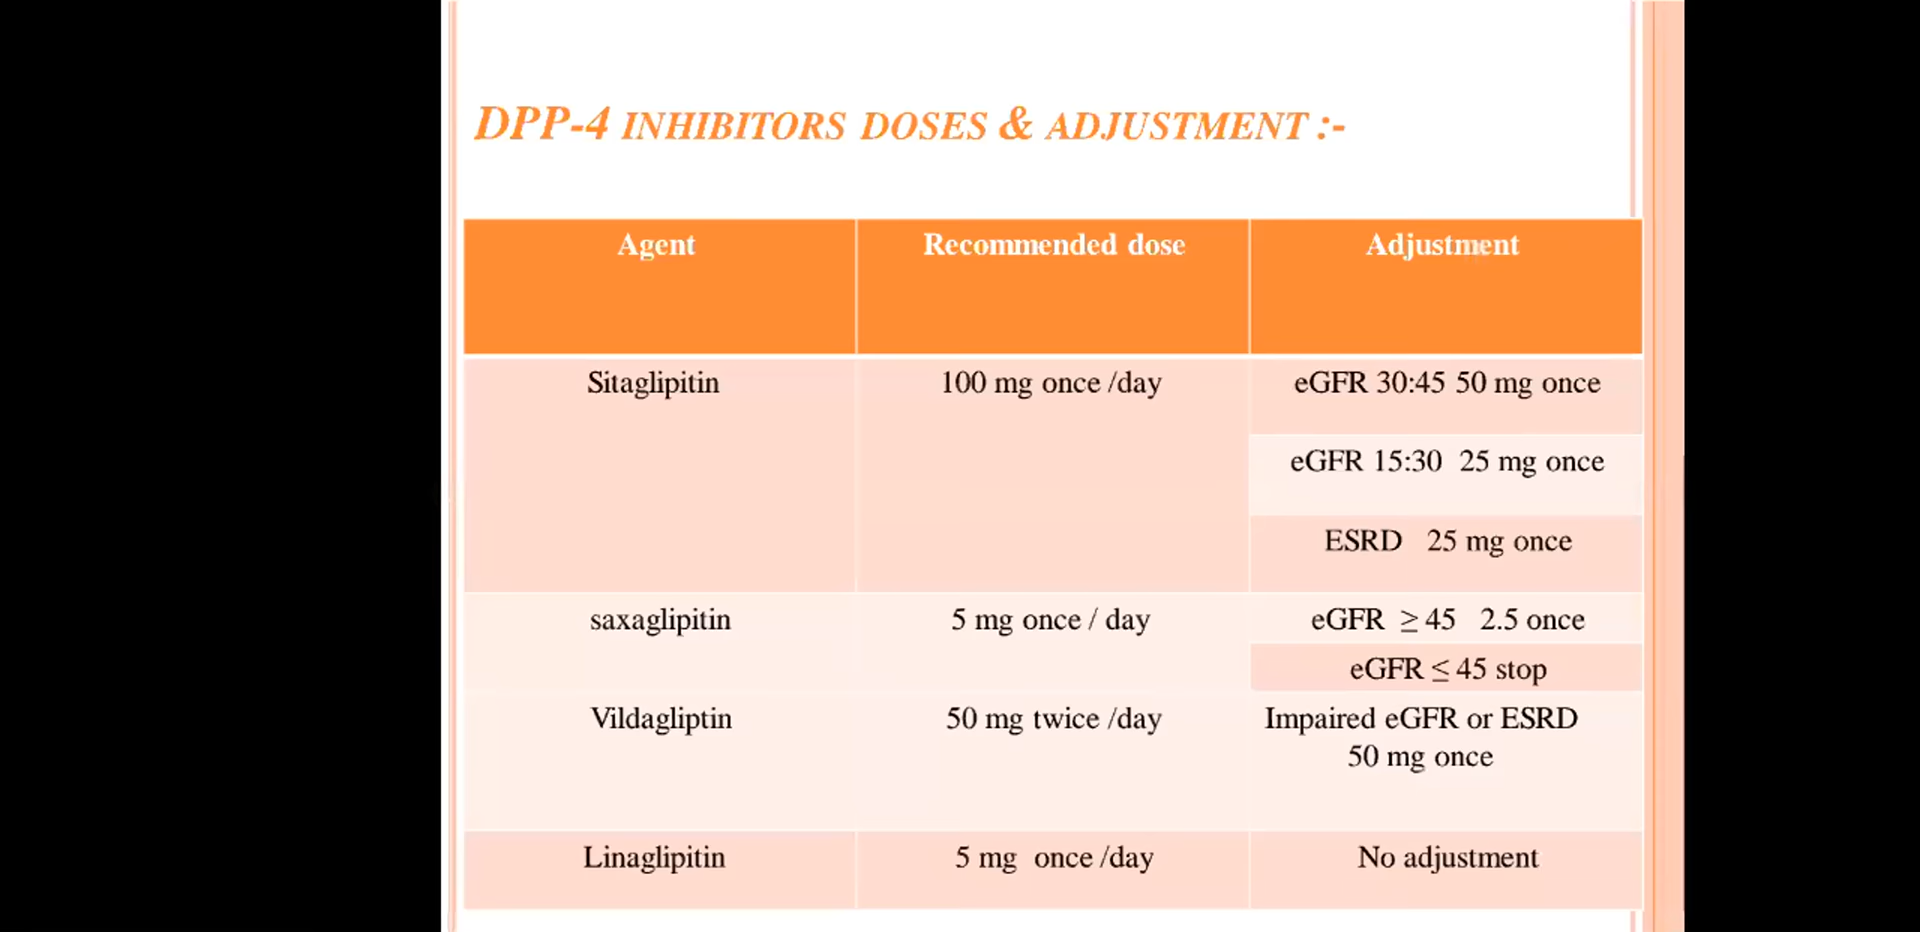 DPP-4 INHIBITORS DOSES & ADJUSTMENT :-
Agent Recommended dose Adjustment
Sitaglipitin 100 mg once /day eGFR 30:45 50 mg once
eGFR 15:30 25 mg once
ESRD 25 mg once
saxaglipitin 5 mg once / day eGFR ≥ 45 2.5 once
eGFR ≤ 45 stop
Vildagliptin 50 mg twice /day Impaired eGFR or ESRD
50 mg once
Linaglipitin 5 mg once /day No adjustment